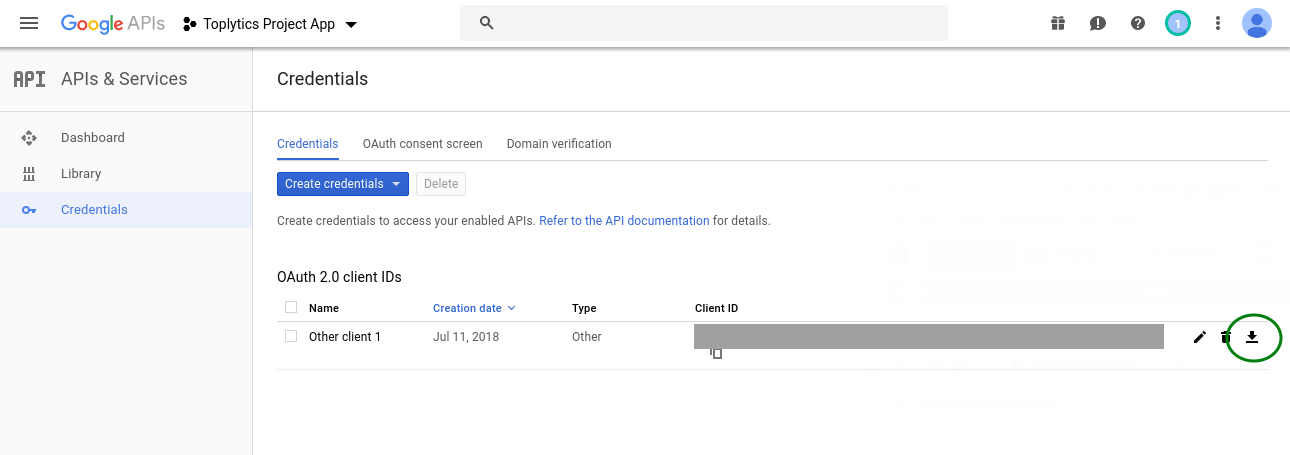 Google APIs Toplytics Project App 1
API APIs & Services
Credentials
Dashboard
Library
Credentials
Credentials OAuth consent screen Domain verification
Create credentials Delete
Create credentials to access your enabled APIs. Refer to the API documentation for details.
OAuth 2.0 client IDs
Name Creation date Type Client ID
Other client 1 Jul 11, 2018 Other